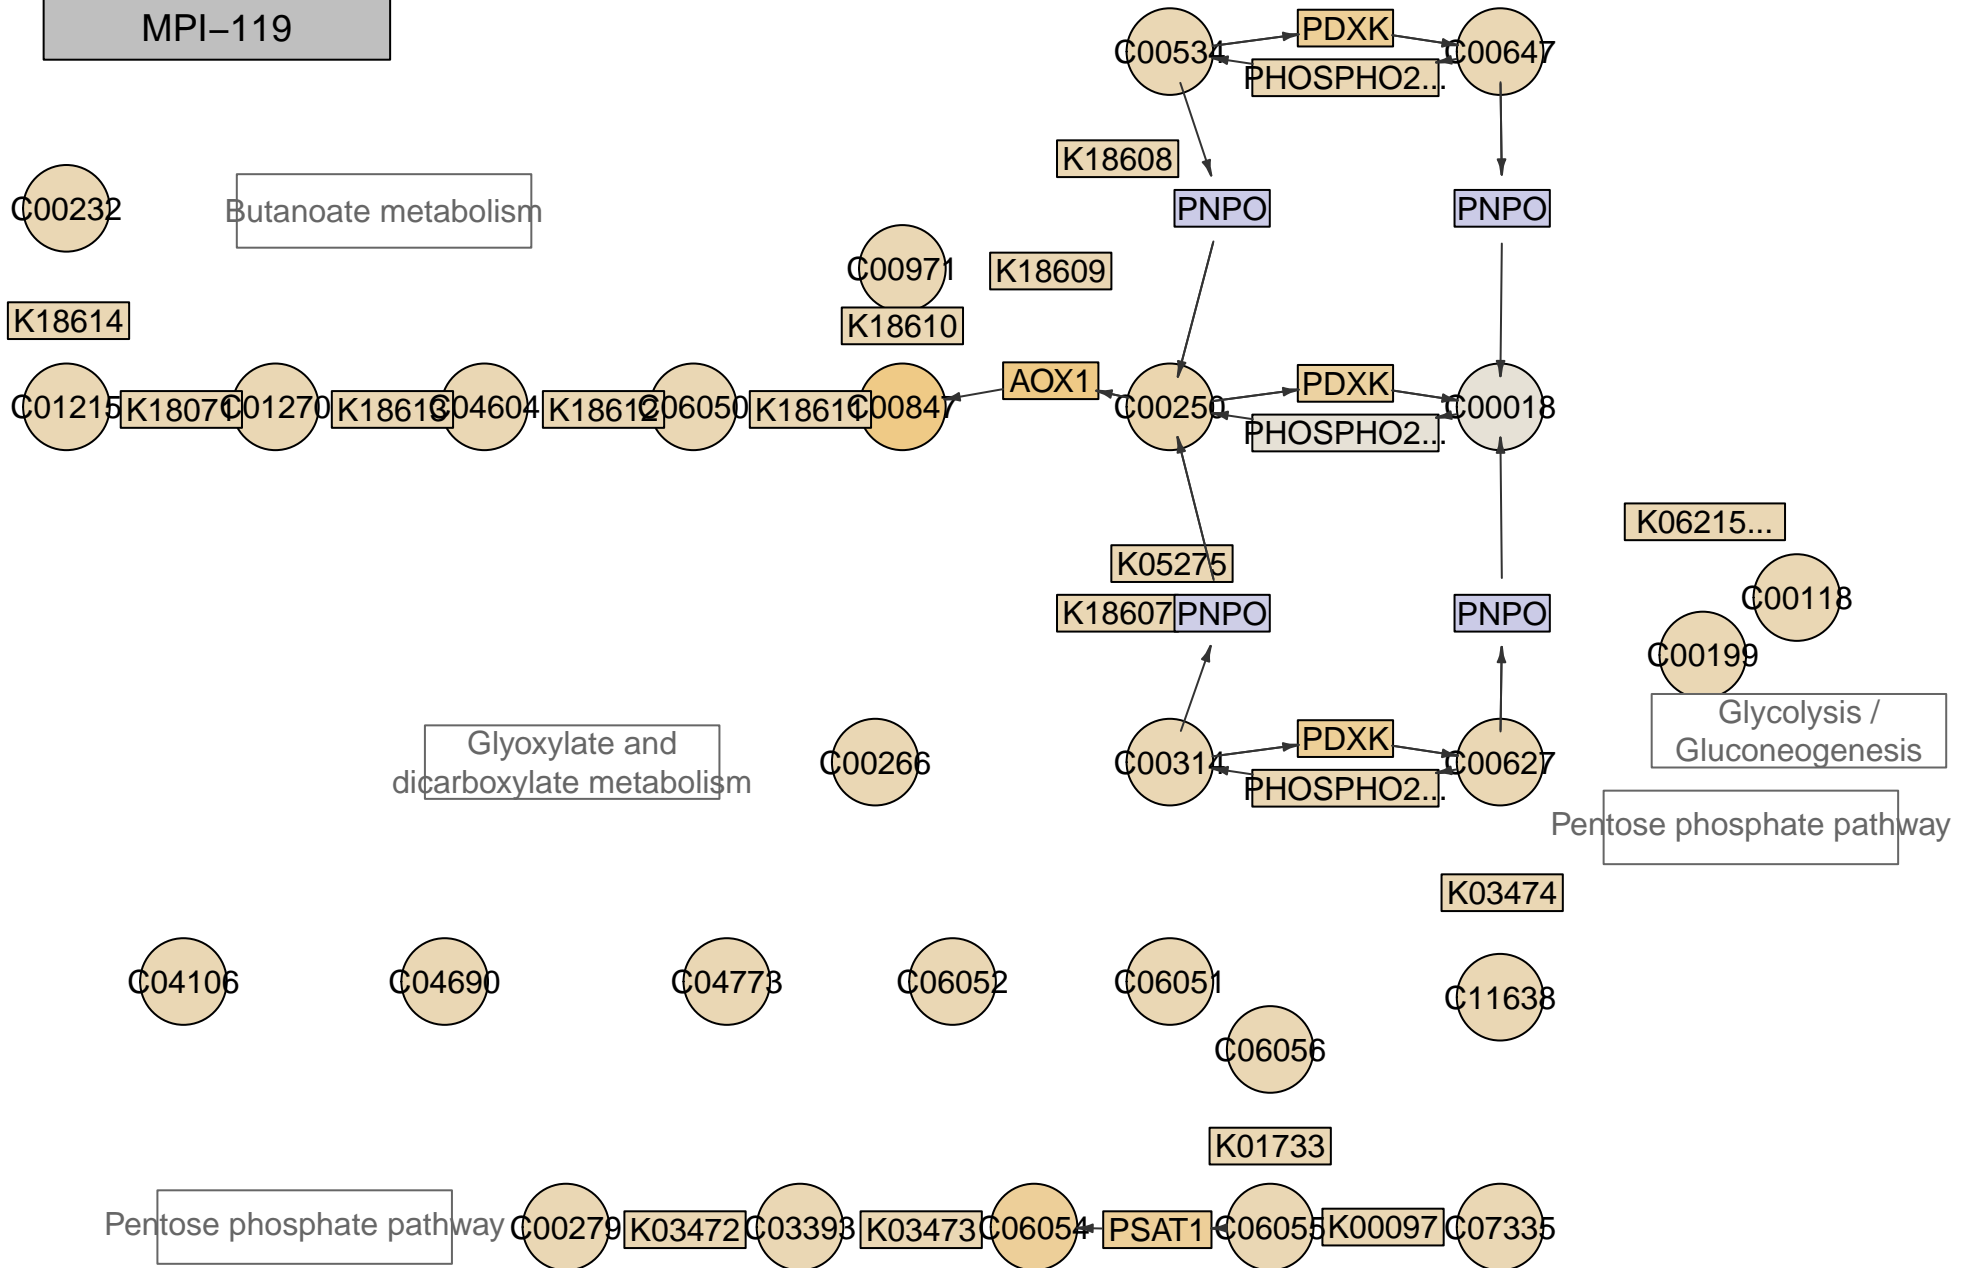 MPI–119
C00534
PDXK
C00647
PHOSPHO2...
K18608
C00232
Butanoate metabolism
PNPO
PNPO
C00971
K18609
K18614
K18610
C01215
K18071
C01270
K18613
C04604
K18612
C06050
K18611
C00847
AOX1
C00250
PDXK
C00018
PHOSPHO2...
K06215...
K05275
C00118
K18607
PNPO
PNPO
C00199
Glycolysis /
Gluconeogenesis
Glyoxylate and
dicarboxylate metabolism
C00266
C00314
PDXK
C00627
PHOSPHO2...
Pentose phosphate pathway
K03474
C04106
C04690
C04773
C06052
C06051
C11638
C06056
K01733
Pentose phosphate pathway
C00279
K03472
C03393
K03473
C06054
PSAT1
C06055
K00097
C07335